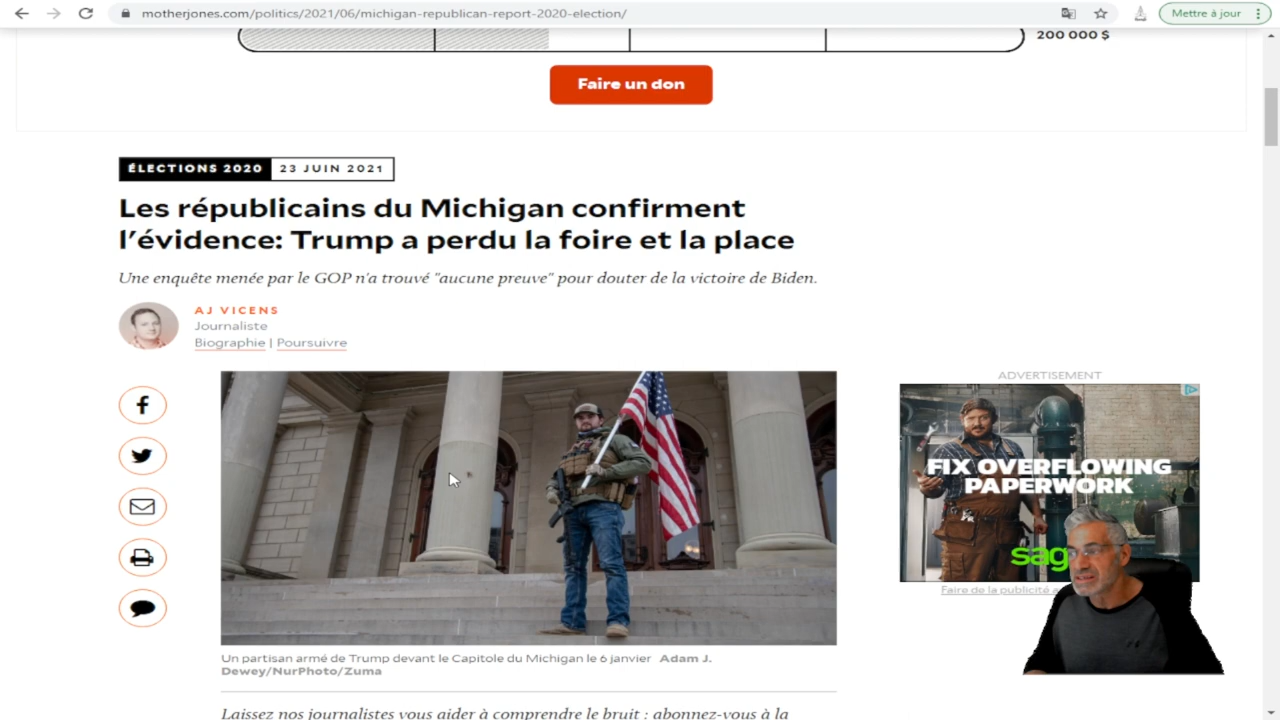 motherjones.com/politics/2021/06/michigan-republican-report-2020-election/
Mettre à jour
200 000 $
Faire un don
ÉLECTIONS 2020 23 JUIN 2021
Les républicains du Michigan confirment
l'évidence: Trump a perdu la foire et la place
Une enquête menée par le GOP n'a trouvé "aucune preuve" pour douter de la victoire de Biden.
AJ VICENS
Journaliste
Biographie | Poursuivre
ADVERTISEMENT
FIX OVERFLOWING
PAPERWORK
sag
Faire de la publicité
Un partisan armé de Trump devant le Capitole du Michigan le 6 janvier Adam J.
Dewey/NurPhoto/Zuma
Laissez nos journalistes vous aider à comprendre le bruit : abonnez-vous à la